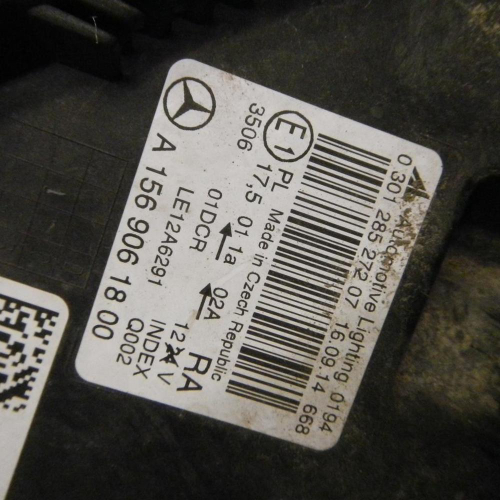 Automotive Lighting 0194
0 301 285 272 07 16 09 14 668
Made in Czech Republic
E1 PL RA
3506 17,5 01 1a 02A 12 V
01DCR INDEX
LE12A6291 Q002
A 156 906 18 00